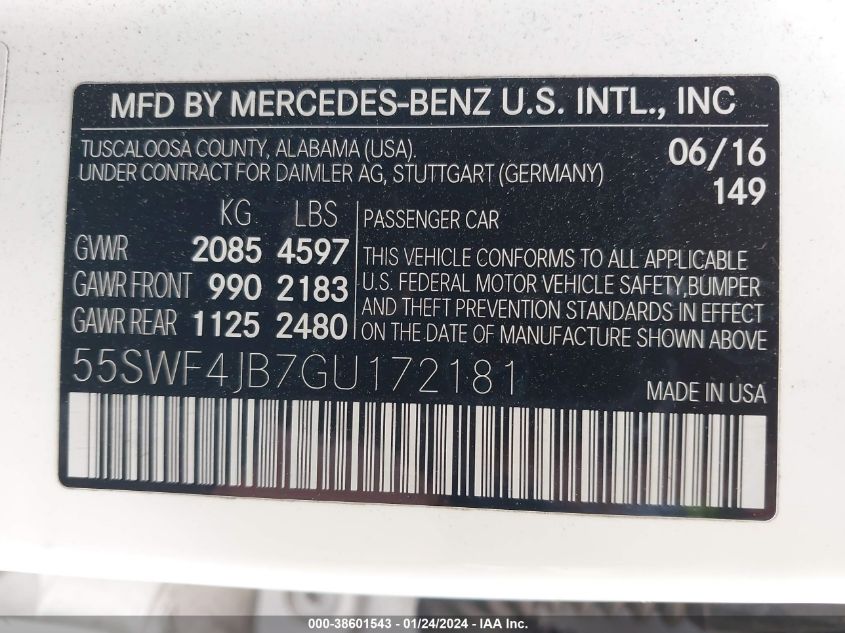 MFD BY MERCEDES-BENZ U.S. INTL., INC
TUSCALOOSA COUNTY, ALABAMA (USA). 06/16
UNDER CONTRACT FOR DAIMLER AG, STUTTGART (GERMANY) 149
KG LBS PASSENGER CAR
GVWR 2085 4597
GAWR FRONT 990 2183
GAWR REAR 1125 2480
THIS VEHICLE CONFORMS TO ALL APPLICABLE
U.S. FEDERAL MOTOR VEHICLE SAFETY,BUMPER
AND THEFT PREVENTION STANDARDS IN EFFECT
ON THE DATE OF MANUFACTURE SHOWN ABOVE
55SWF4JB7GU172181 MADE IN USA
000-38601543 - 01/24/2024 - IAA Inc.